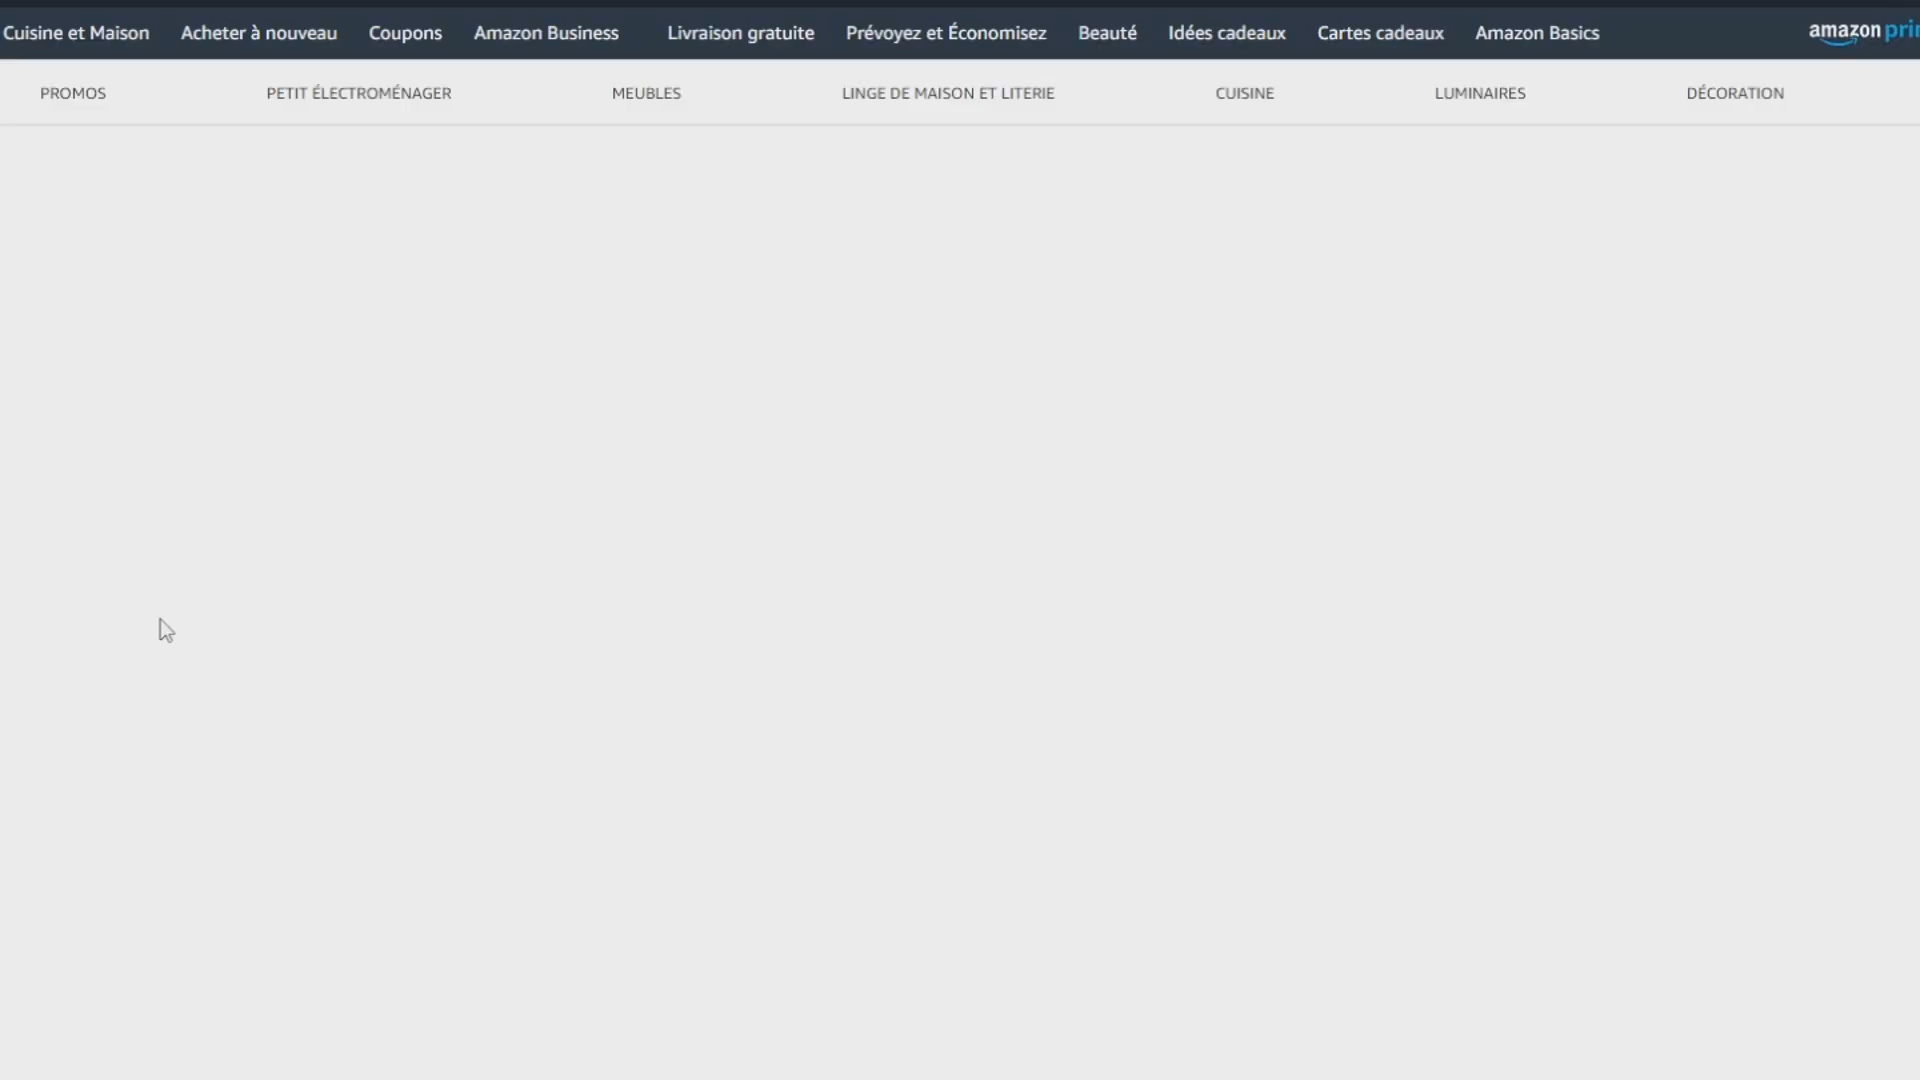 Cuisine et Maison Acheter à nouveau Coupons Amazon Business Livraison gratuite Prévoyez et Économisez Beauté Idées cadeaux Cartes cadeaux Amazon Basics amazon
PROMOS PETIT ÉLECTROMÉNAGER MEUBLES LINGE DE MAISON ET LITERIE CUISINE LUMINAIRES DÉCORATION